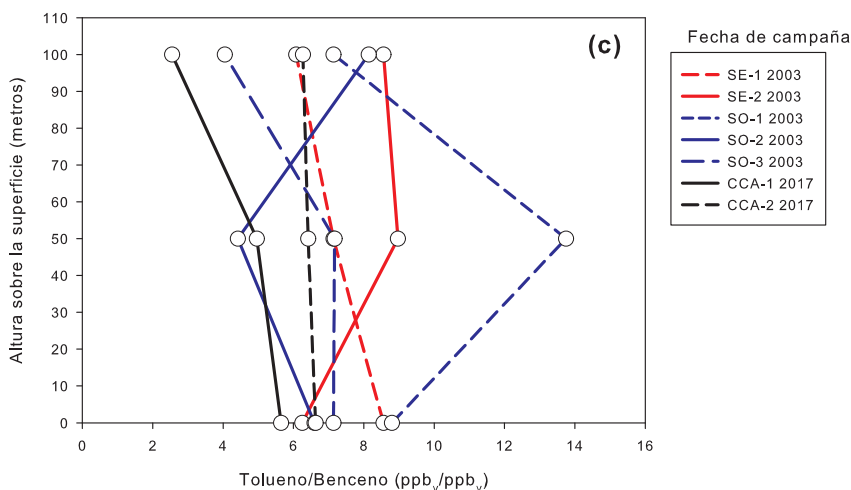 (c)
Fecha de campaña
SE-1 2003
SE-2 2003
SO-1 2003
SO-2 2003
SO-3 2003
CCA-1 2017
CCA-2 2017
Altura sobre la superficie (metros)
110
100
90
80
70
60
50
40
30
20
10
0
0 2 4 6 8 10 12 14 16
Tolueno/Benceno (ppbv/ppbv)